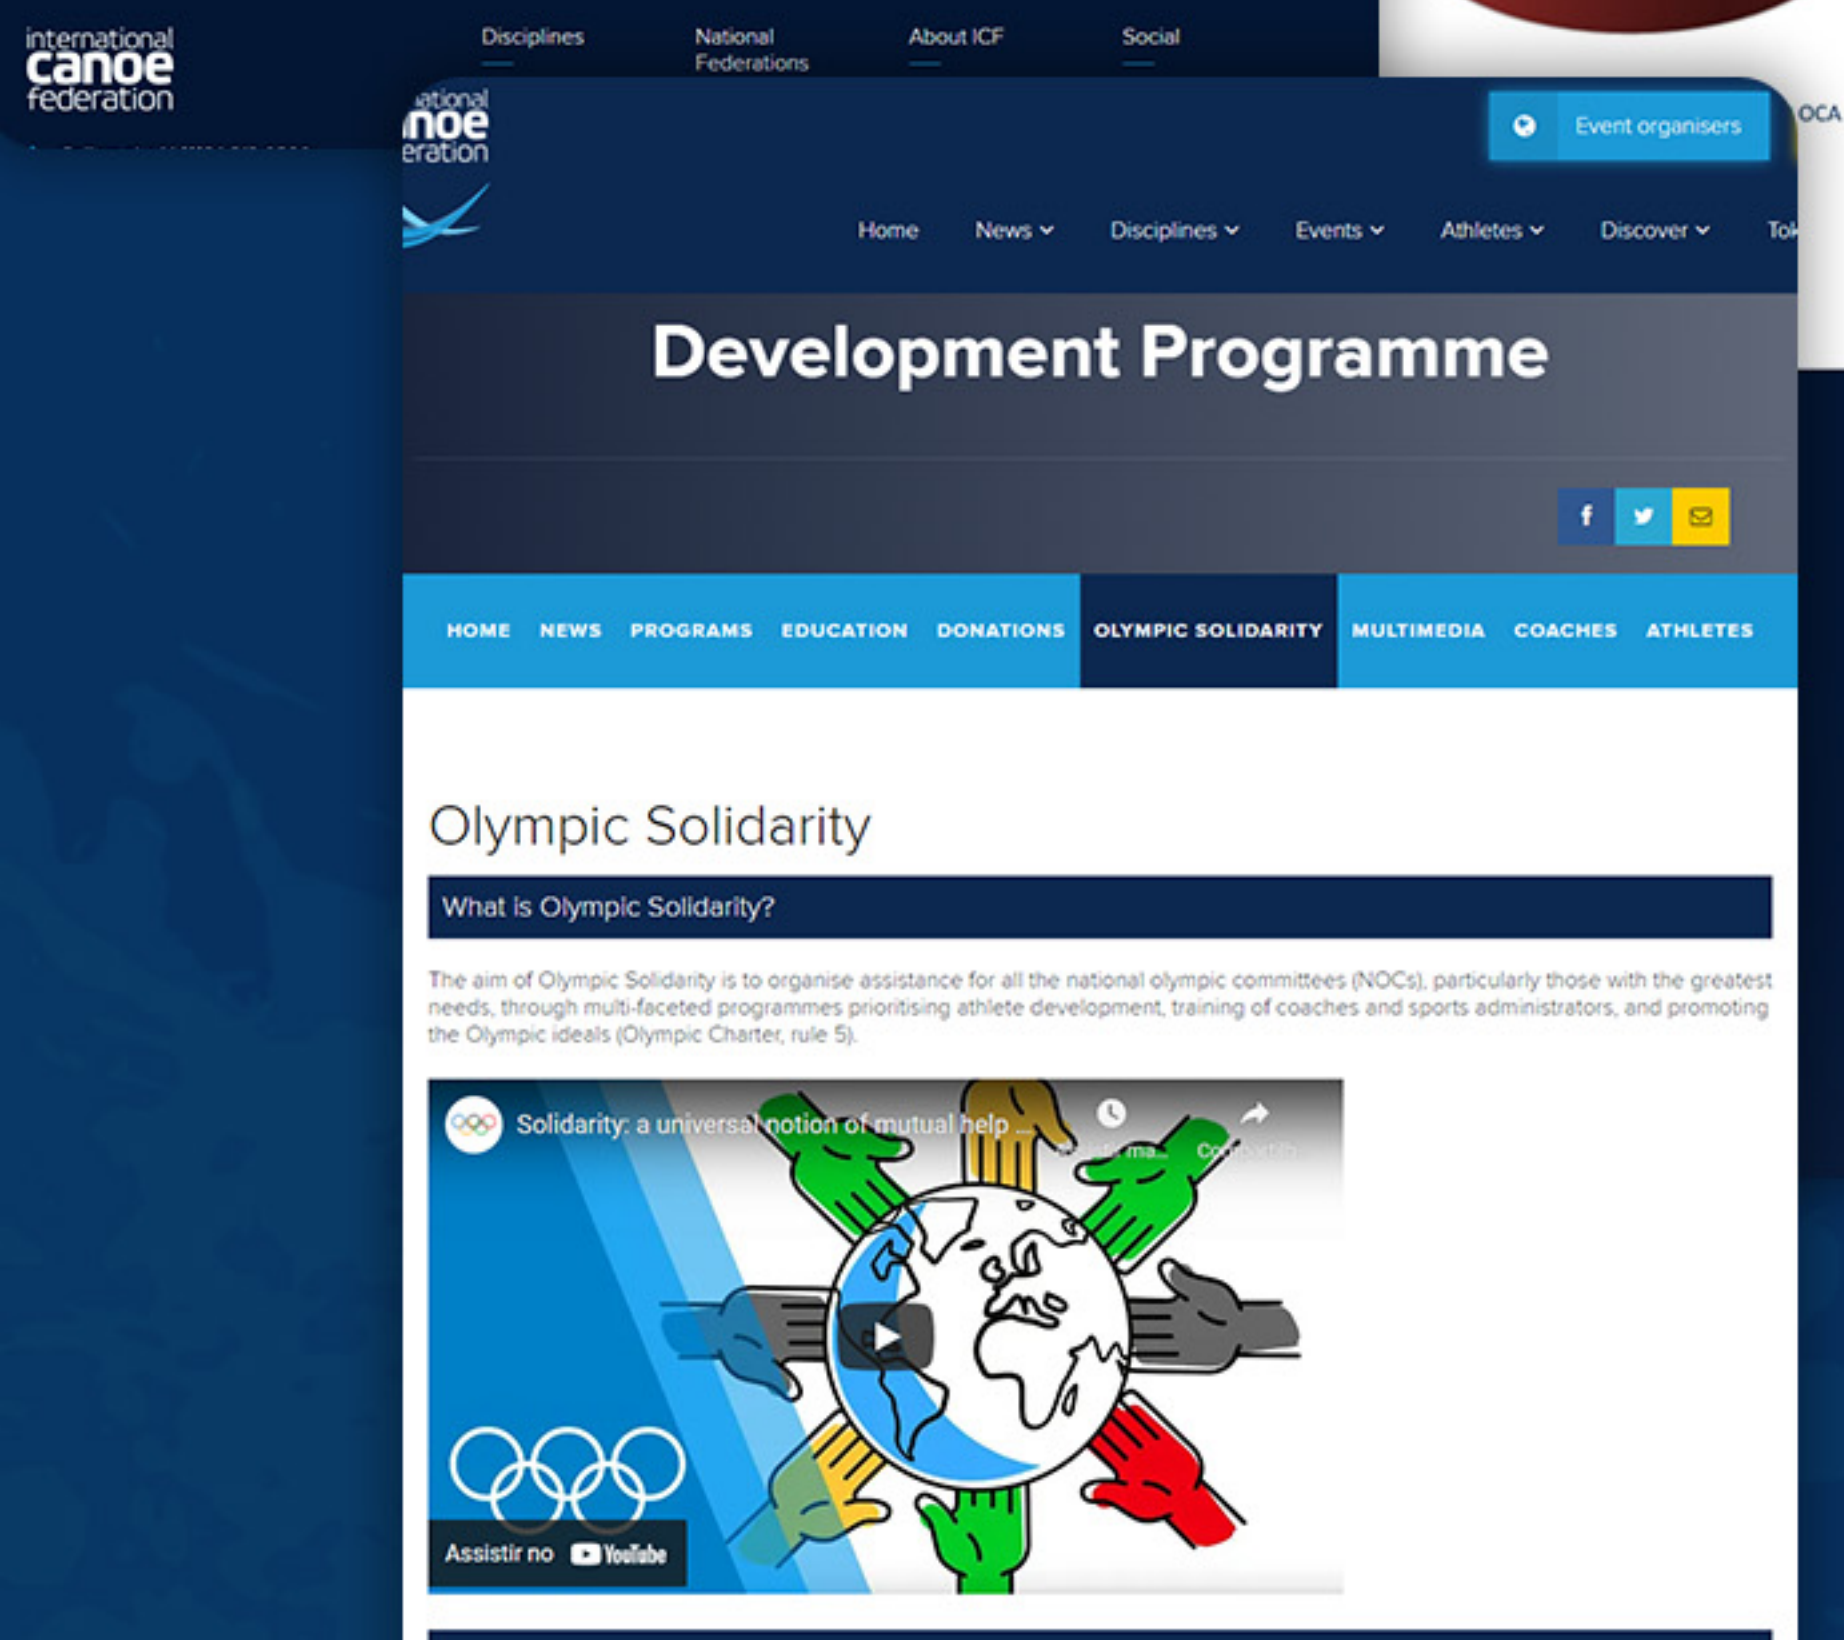 international
canoe
federation
Disciplines
National
Federations
About ICF
Social
noe
eration
Event organisers
OCA
Home
News
Disciplines
Events
Athletes
Discover
Tok
Development Programme
HOME
NEWS
PROGRAMS
EDUCATION
DONATIONS
OLYMPIC SOLIDARITY
MULTIMEDIA
COACHES
ATHLETES
Olympic Solidarity
What is Olympic Solidarity?
The aim of Olympic Solidarity is to organise assistance for all the national olympic committees (NOCs), particularly those with the greatest
needs, through multi-faceted programmes prioritising athlete development, training of coaches and sports administrators, and promoting
the Olympic ideals (Olympic Charter, rule 5).
Solidarity: a universal notion of mutual help ...
Assistir no YouTube